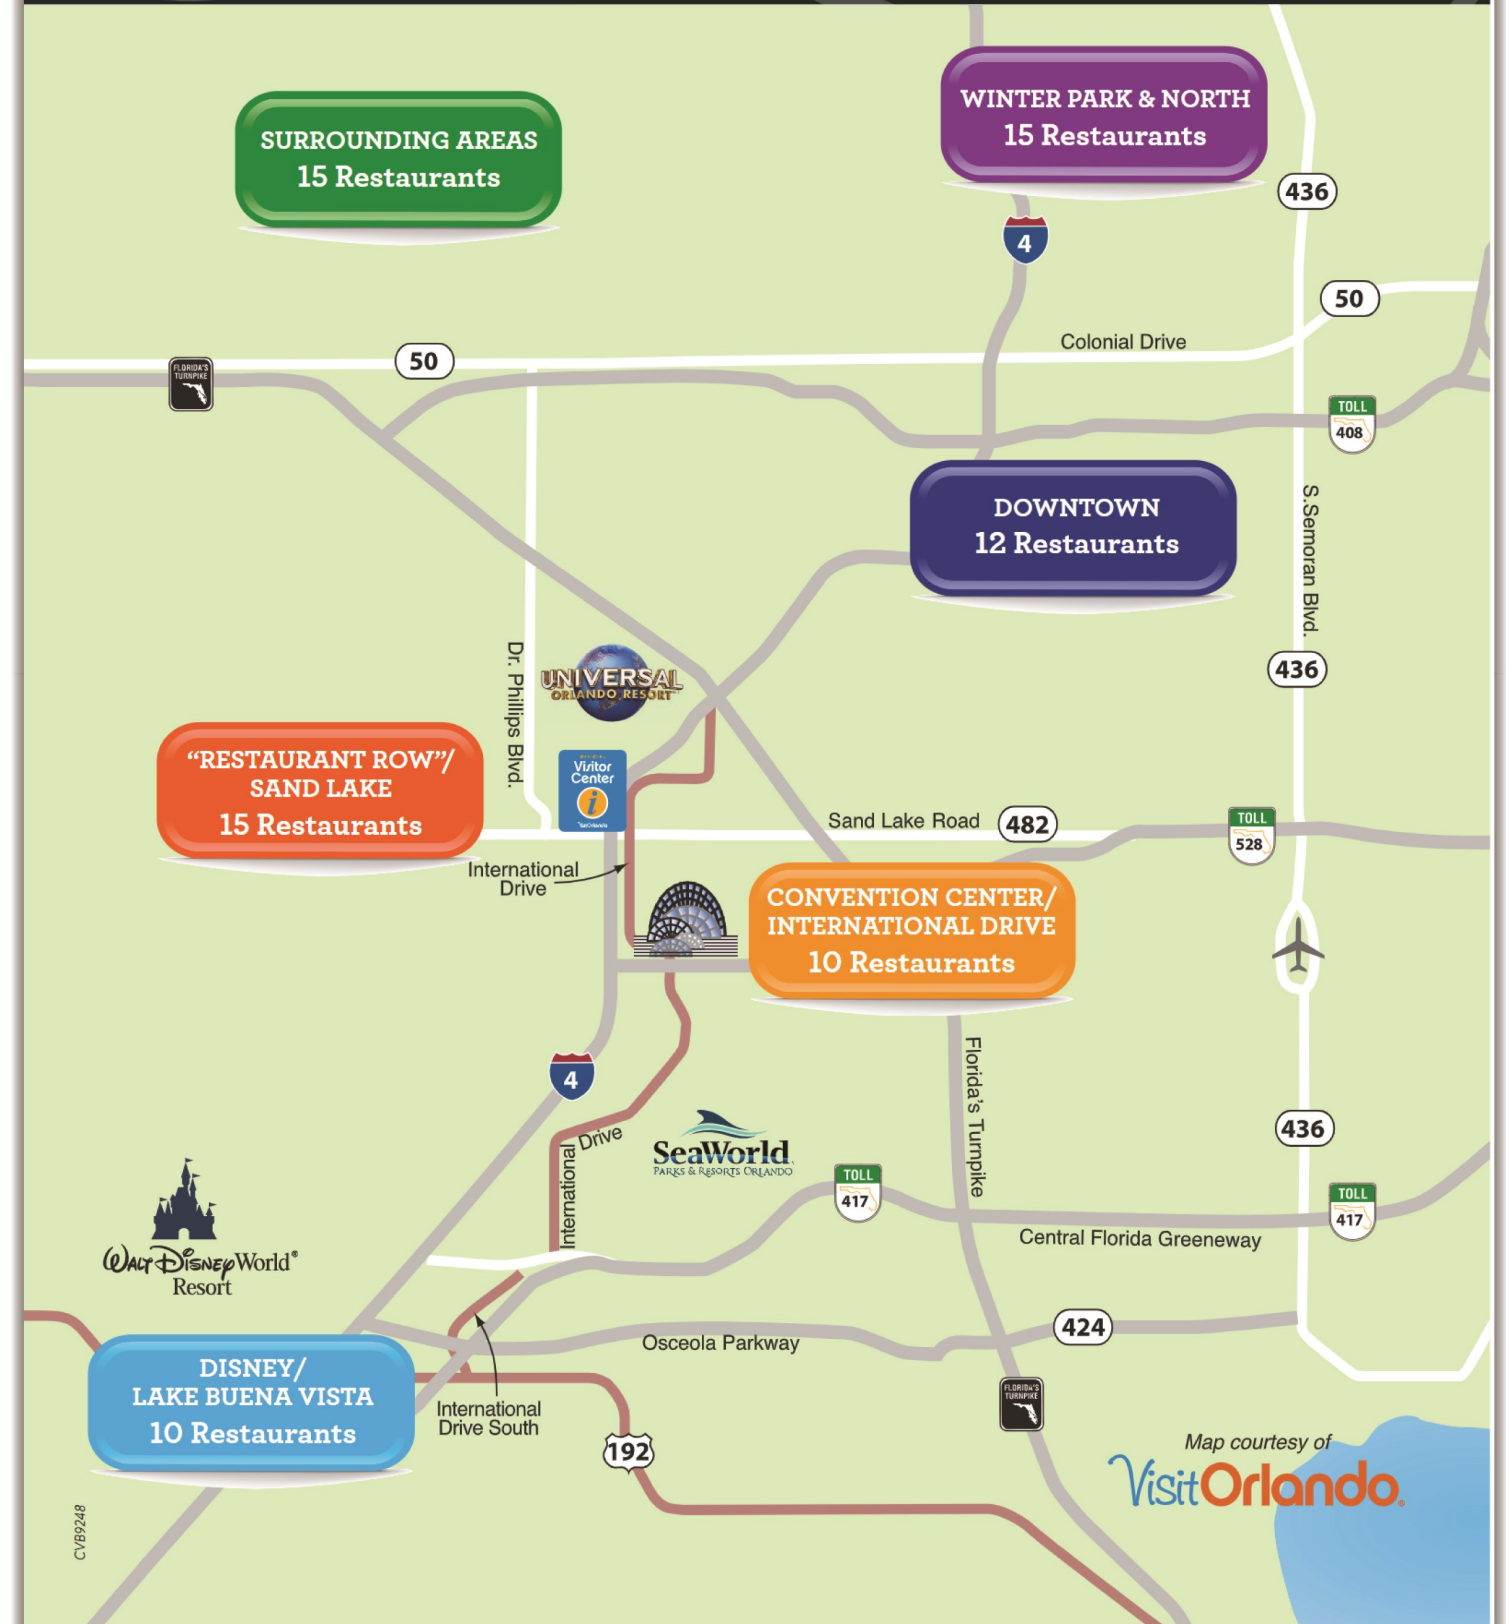 WINTER PARK & NORTH
15 Restaurants
SURROUNDING AREAS
15 Restaurants
436
4
50
Colonial Drive
50
FLORIDA'S
TURNPIKE
TOLL
408
S.Semoran Blvd.
DOWNTOWN
12 Restaurants
Dr. Phillips Blvd.
UNIVERSAL
ORLANDO RESORT
436
"RESTAURANT ROW"/
SAND LAKE
15 Restaurants
Visitor
Center
i
Sand Lake Road
482
TOLL
528
International
Drive
CONVENTION CENTER/
INTERNATIONAL DRIVE
10 Restaurants
4
Florida's Turnpike
International Drive
SeaWorld
PARKS & RESORTS ORLANDO
436
TOLL
417
TOLL
417
Central Florida Greeneway
Walt Disney World®
Resort
424
Osceola Parkway
DISNEY/
LAKE BUENA VISTA
10 Restaurants
International
Drive South
FLORIDA'S
TURNPIKE
192
Map courtesy of
VisitOrlando®
CVB9248